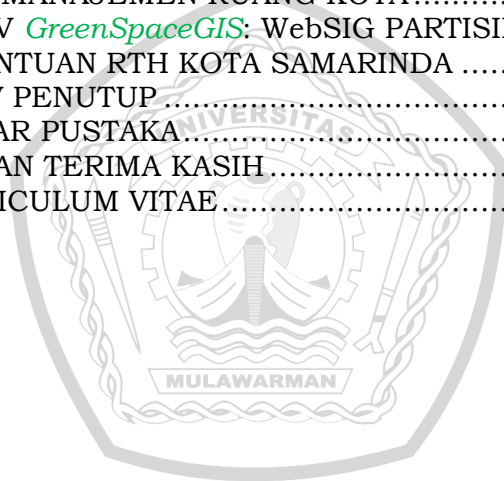 MANAJEMEN RUANG KOTA..........
V GreenSpaceGIS: WebSIG PARTISI
NTUAN RTH KOTA SAMARINDA .....
PENUTUP....................................
AR PUSTAKA.................................
AN TERIMA KASIH........................
ICULUM VITAE..............................
UNIVERSITAS
MULAWARMAN